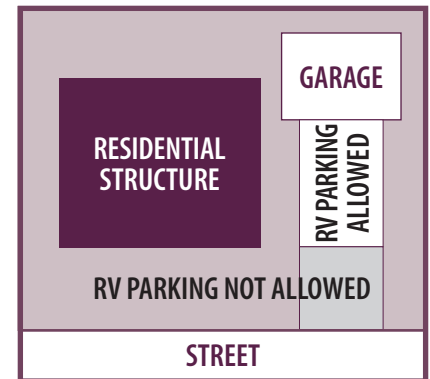 GARAGE
RESIDENTIAL
STRUCTURE
RV PARKING
ALLOWED
RV PARKING NOT ALLOWED
STREET